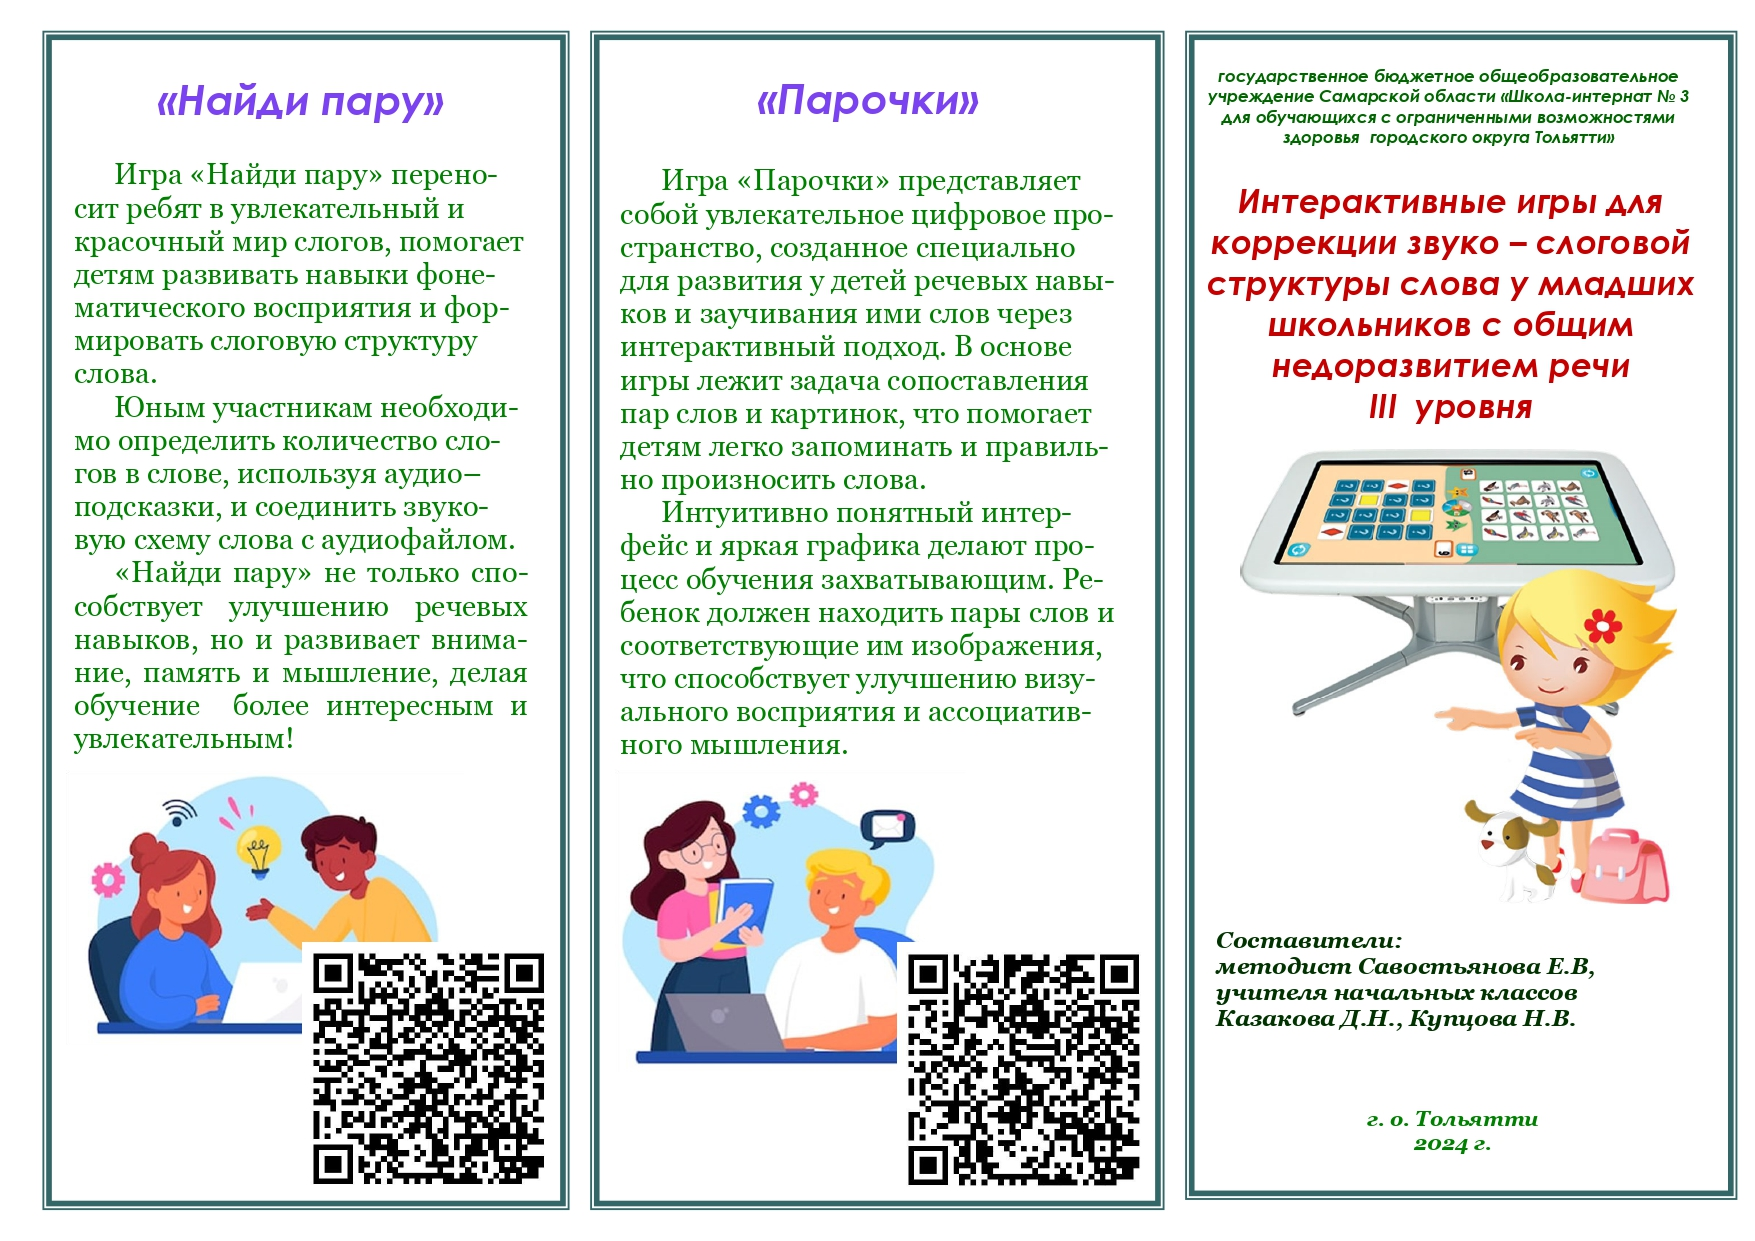 «Найди пару»
Игра «Найди пару» перено-
сит ребят в увлекательный и
красочный мир слогов, помогает
детям развивать навыки фоне-
матического восприятия и фор-
мировать слоговую структуру
слова.
Юным участникам необходи-
мо определить количество сло-
гов в слове, используя аудио–
подсказки, и соединить звуко-
вую схему слова с аудиофайлом.
«Найди пару» не только спо-
собствует улучшению речевых
навыков, но и развивает внима-
ние, память и мышление, делая
обучение более интересным и
увлекательным!
«Парочки»
Игра «Парочки» представляет
собой увлекательное цифровое про-
странство, созданное специально
для развития у детей речевых навы-
ков и заучивания ими слов через
интерактивный подход. В основе
игры лежит задача сопоставления
пар слов и картинок, что помогает
детям легко запоминать и правиль-
но произносить слова.
Интуитивно понятный интер-
фейс и яркая графика делают про-
цесс обучения захватывающим. Ре-
бенок должен находить пары слов и
соответствующие им изображения,
что способствует улучшению визу-
ального восприятия и ассоциатив-
ного мышления.
государственное бюджетное общеобразовательное
учреждение Самарской области «Школа-интернат № 3
для обучающихся с ограниченными возможностями
здоровья городского округа Тольятти»
Интерактивные игры для
коррекции звуко – слоговой
структуры слова у младших
школьников с общим
недоразвитием речи
III уровня
Составители:
методист Савостьянова Е.В,
учителя начальных классов
Казакова Д.Н., Купцова Н.В.
г. о. Тольятти
2024 г.